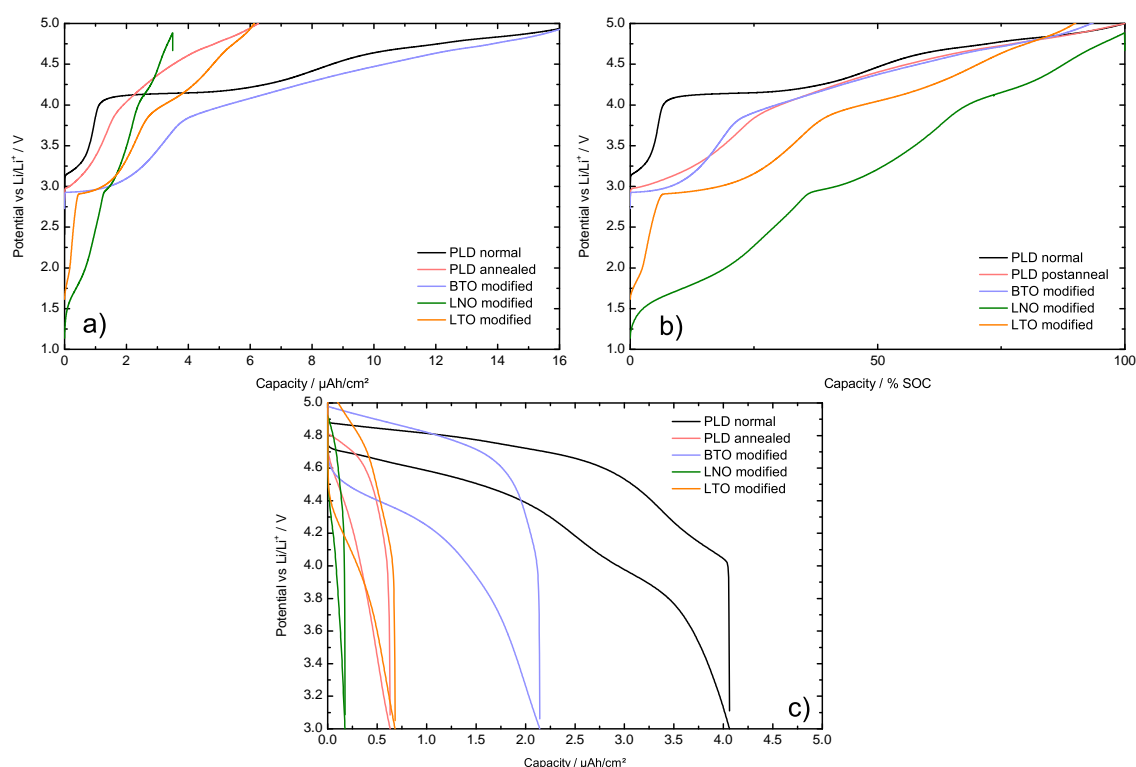 5.0
4.5
4.0
3.5
3.0
2.5
2.0
1.5
1.0
Potential vs Li/Li⁺ / V
0
2
4
6
8
10
12
14
16
Capacity / µAh/cm²
PLD normal
PLD annealed
BTO modified
LNO modified
LTO modified
a)
5.0
4.5
4.0
3.5
3.0
2.5
2.0
1.5
1.0
Potential vs Li/Li⁺ / V
0
50
100
Capacity / % SOC
PLD normal
PLD postanneal
BTO modified
LNO modified
LTO modified
b)
5.0
4.8
4.6
4.4
4.2
4.0
3.8
3.6
3.4
3.2
3.0
Potential vs Li/Li⁺ / V
0.0
0.5
1.0
1.5
2.0
2.5
3.0
3.5
4.0
4.5
5.0
Capacity / µAh/cm²
PLD normal
PLD annealed
BTO modified
LNO modified
LTO modified
c)